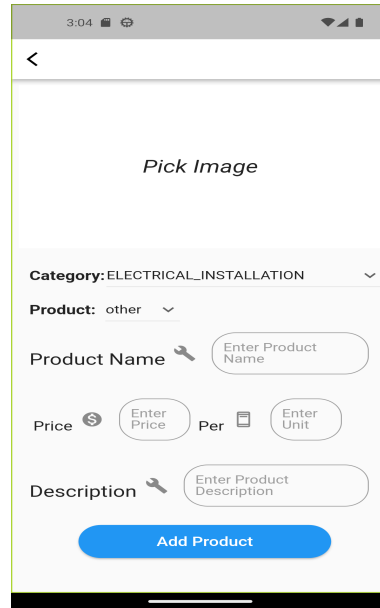 3:04
Pick Image
Category: ELECTRICAL_INSTALLATION
Product: other
Product Name Enter Product Name
Price $ Enter Price Per Enter Unit
Description Enter Product Description
Add Product